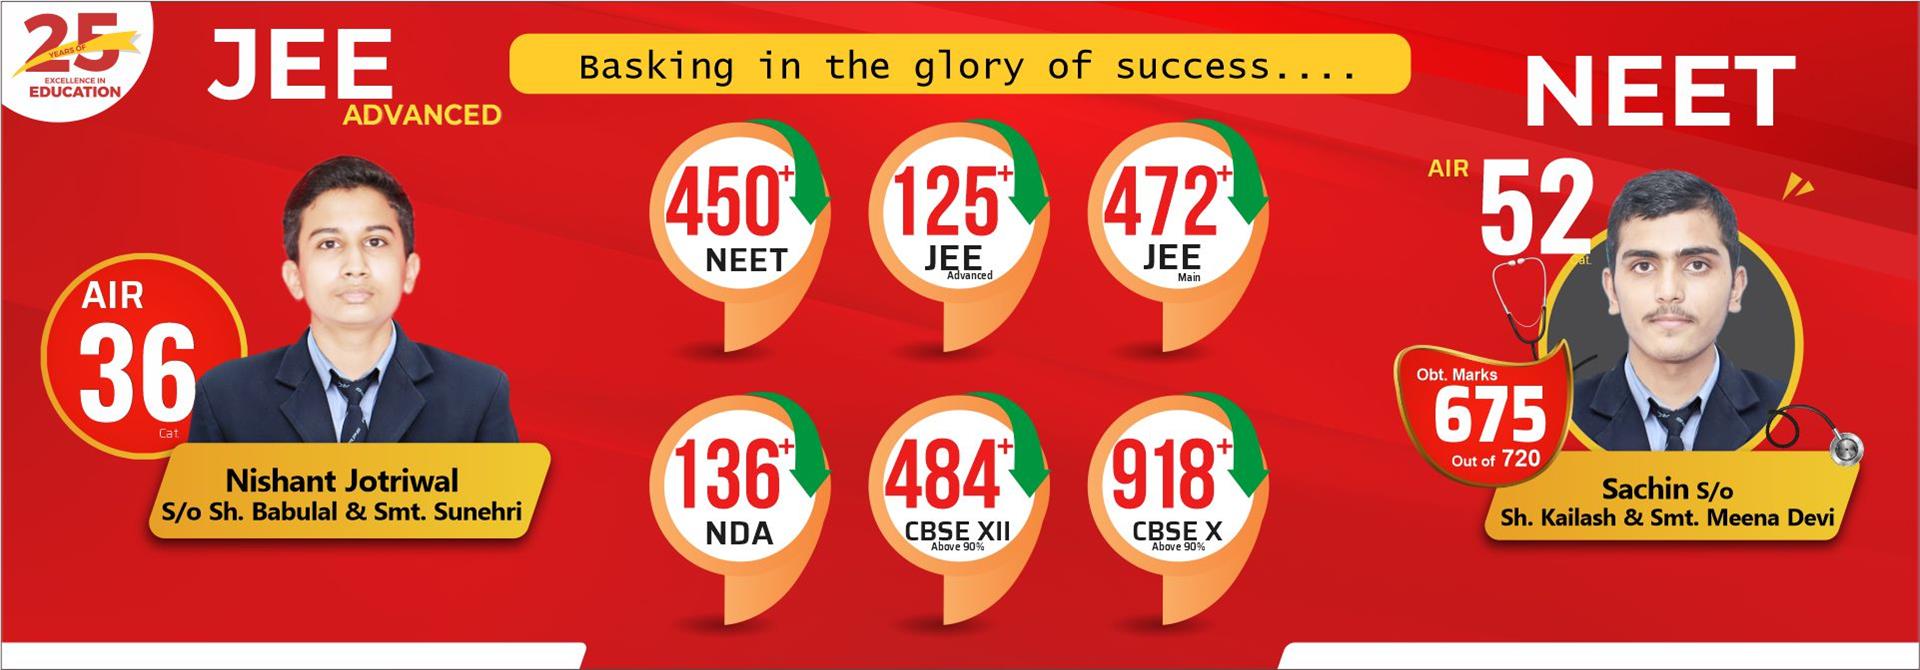 25
YEARS OF
EXCELLENCE IN
EDUCATION
JEE
ADVANCED
Basking in the glory of success....
NEET
AIR
36
Cat.
Nishant Jotriwal
S/o Sh. Babulal & Smt. Sunehri
450+
NEET
125+
JEE
Advanced
472+
JEE
Main
136+
NDA
484+
CBSE XII
Above 90%
918+
CBSE X
Above 90%
AIR 52
Cat.
Obt. Marks
675
Out of 720
Sachin S/o
Sh. Kailash & Smt. Meena Devi